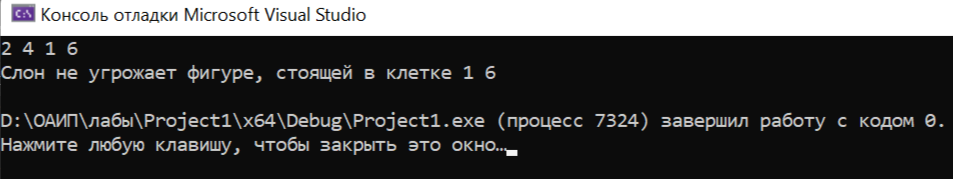 Консоль отладки Microsoft Visual Studio
2 4 1 6
Слон не угрожает фигуре, стоящей в клетке 1 6
D:\ОАИП\лабы\Project1\x64\Debug\Project1.exe (процесс 7324) завершил работу с кодом 0.
Нажмите любую клавишу, чтобы закрыть это окно…